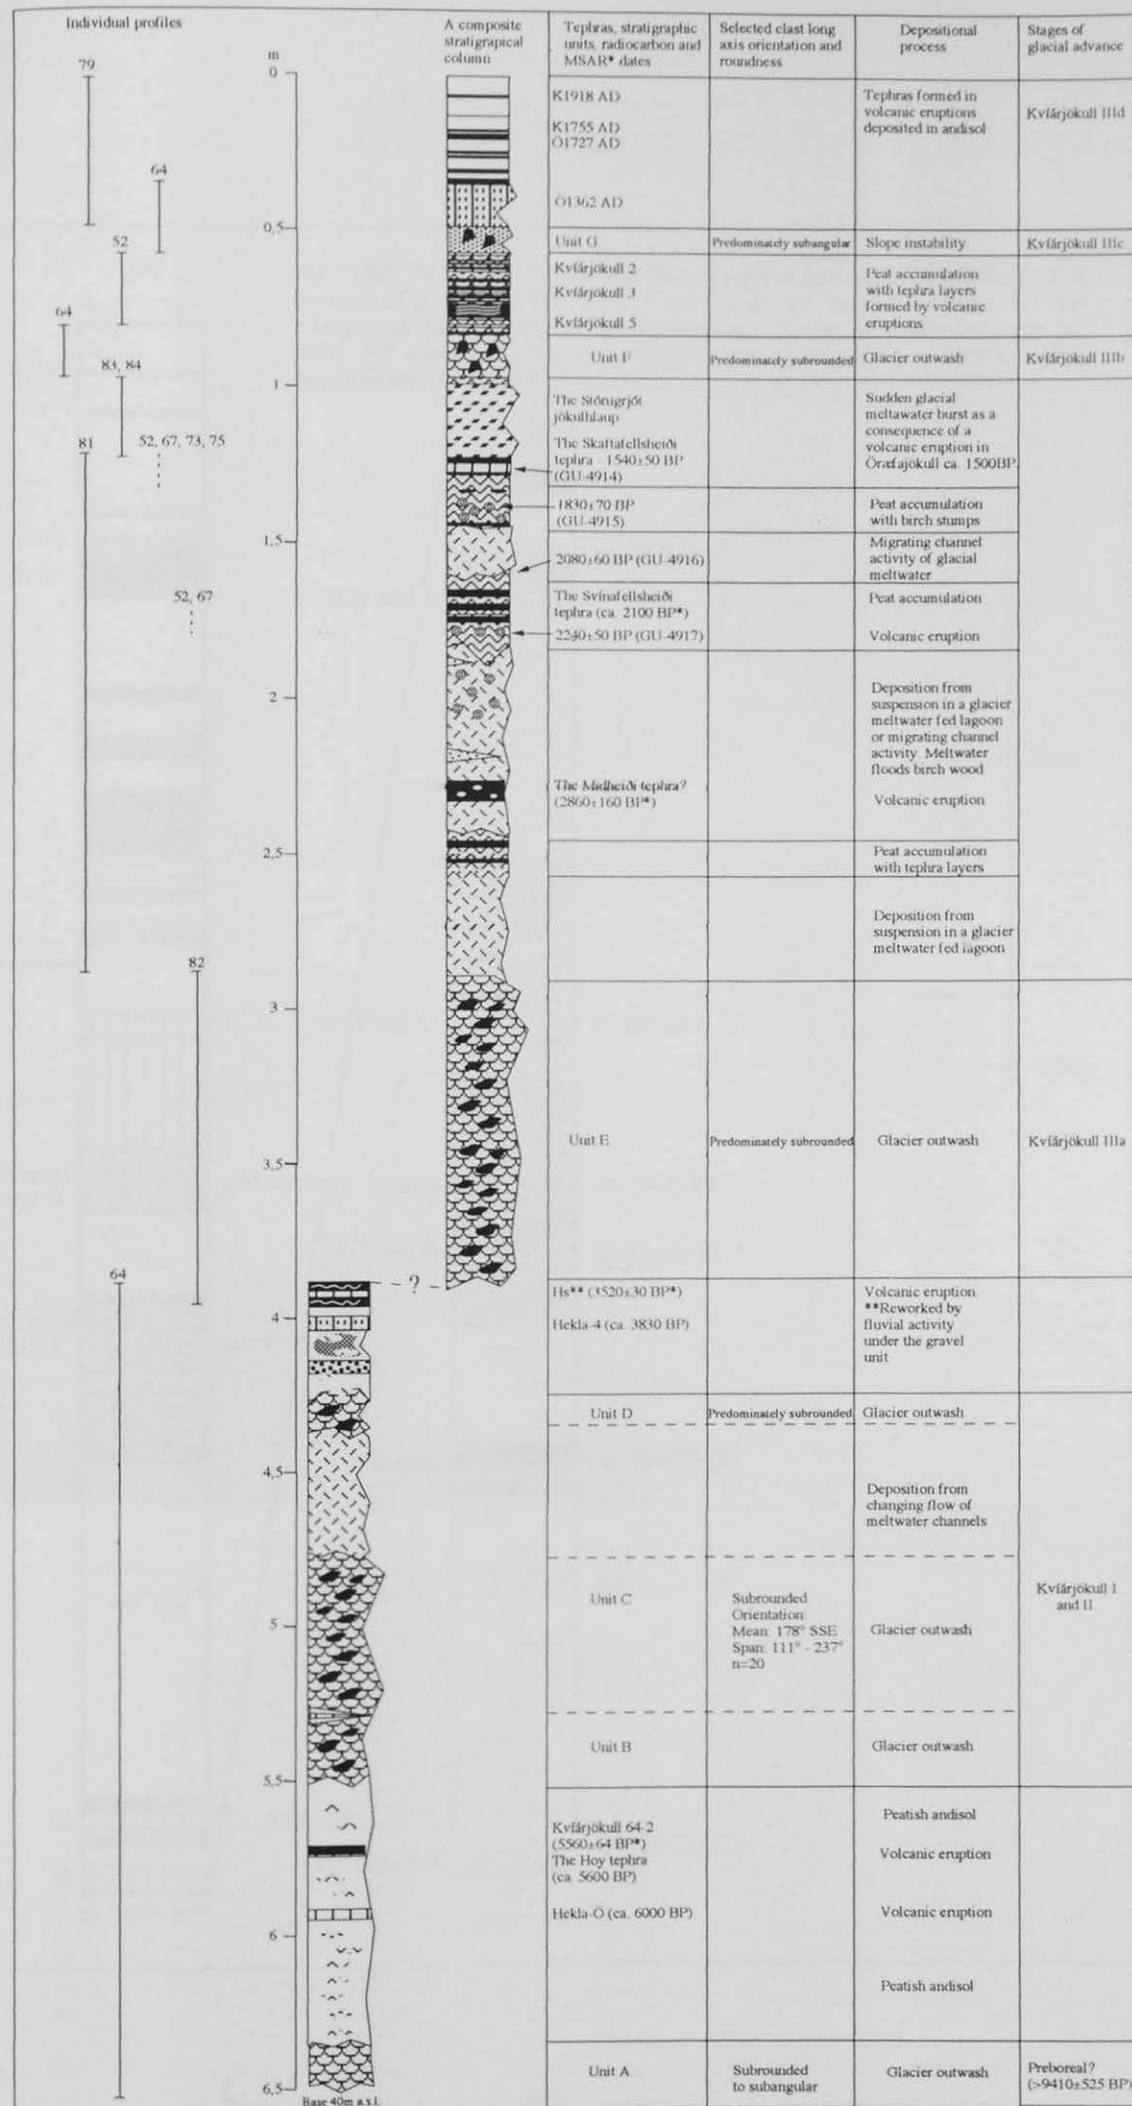 Individual profiles
A composite
stratigrapical
column
Tephras, stratigraphic
units, radiocarbon and
MSAR* dates
Selected clast long
axis orientation and
roundness
Depositional
process
Stages of
glacial advance
m
0
0,5
1
1,5
2
2,5
3
3,5
4
4,5
5
5,5
6
6,5
79
64
52
64
83, 84
81
52, 67, 73, 75
52, 67
82
64
?
Base 40m a.s.l.
K1918 AD
K1755 AD
Ö1727 AD
Ö1362 AD
Tephras formed in
volcanic eruptions
deposited in andisol
Kvíárjökull IIId
Unit G
Predominately subangular
Slope instability
Kvíárjökull IIIc
Kvíárjökull 2
Kvíárjökull 3
Kvíárjökull 5
Peat accumulation
with tephra layers
formed by volcanic
eruptions
Unit F
Predominately subrounded
Glacier outwash
Kvíárjökull IIIb
The Stórugrjót
jökulhlaup
The Skaftafellsheiði
tephra - 1540±50 BP
(GU-4914)
Sudden glacial
meltawater burst as a
consequence of a
volcanic eruption in
Öræfajökull ca. 1500BP.
1830±70 BP
(GU-4915)
Peat accumulation
with birch stumps
2080±60 BP (GU-4916)
Migrating channel
activity of glacial
meltwater
The Svínafellsheiði
tephra (ca. 2100 BP*)
2240±50 BP (GU-4917)
Peat accumulation
Volcanic eruption
The Miðheiði tephra?
(2860±160 BP*)
Deposition from
suspension in a glacier
meltwater fed lagoon
or migrating channel
activity. Meltwater
floods birch wood
Volcanic eruption
Peat accumulation
with tephra layers
Deposition from
suspension in a glacier
meltwater fed lagoon
Unit E
Predominately subrounded
Glacier outwash
Kvíárjökull IIIa
Hs** (3520±30 BP*)
Hekla-4 (ca. 3830 BP)
Volcanic eruption
**Reworked by
fluvial activity
under the gravel
unit
Unit D
Predominately subrounded
Glacier outwash
Deposition from
changing flow of
meltwater channels
Unit C
Subrounded
Orientation:
Mean: 178° SSE
Span: 111° - 237°
n=20
Glacier outwash
Kvíárjökull I
and II
Unit B
Glacier outwash
Kvíárjökull 64-2
(5560±64 BP*)
The Hoy tephra
(ca. 5600 BP)
Hekla-Ö (ca. 6000 BP)
Peatish andisol
Volcanic eruption
Volcanic eruption
Peatish andisol
Unit A
Subrounded
to subangular
Glacier outwash
Preboreal?
(>9410±525 BP)